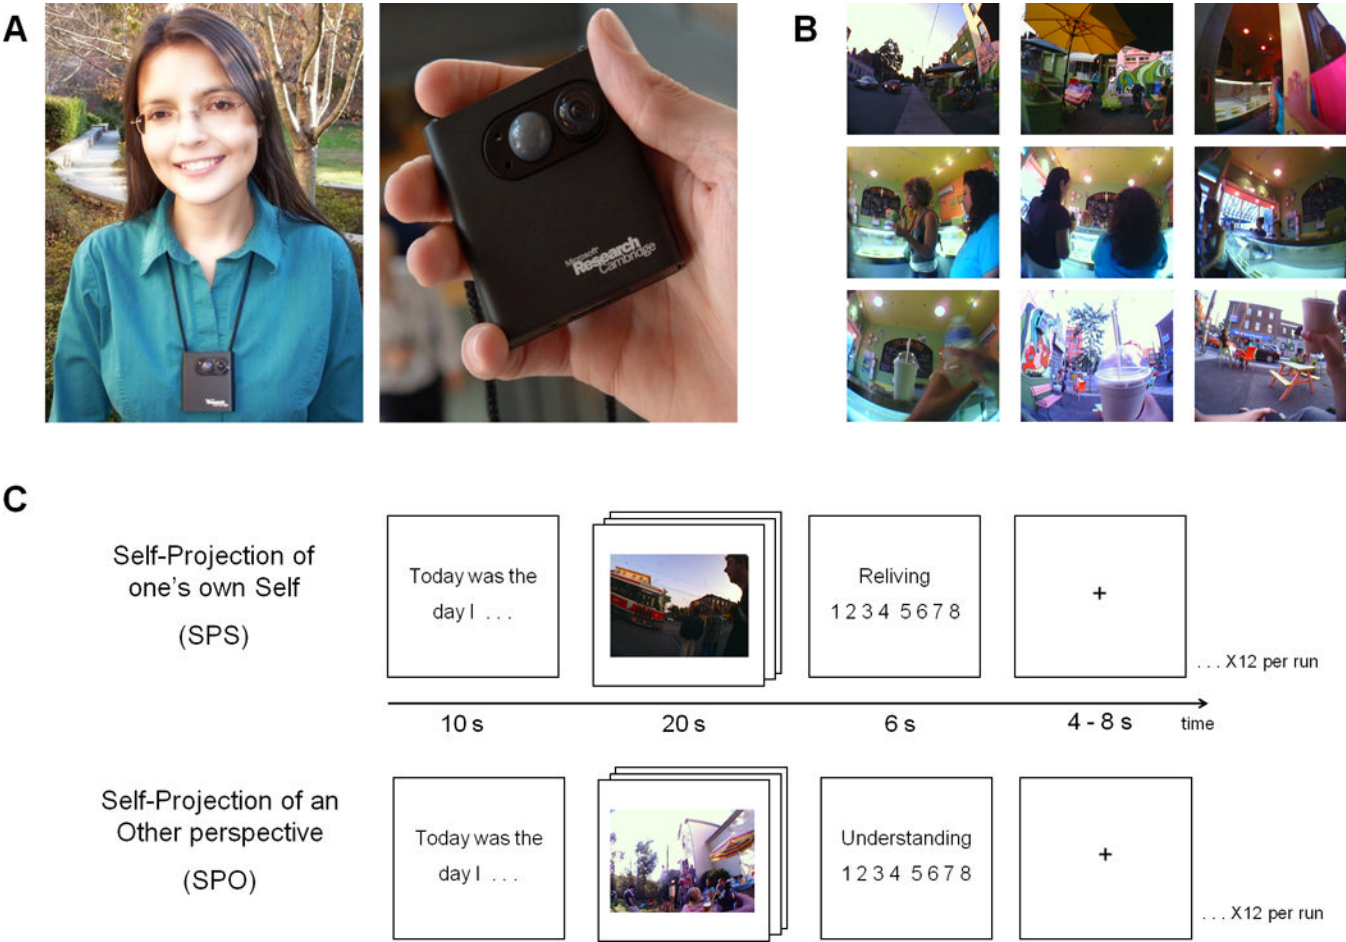 A
B
Microsoft
Research
Cambridge
C
Self-Projection of
one's own Self
(SPS)
Today was the
day I . . .
Reliving
1 2 3 4 5 6 7 8
+
. . . X12 per run
10 s
20 s
6 s
4 - 8 s
time
Self-Projection of an
Other perspective
(SPO)
Today was the
day I . . .
Understanding
1 2 3 4 5 6 7 8
+
. . . X12 per run